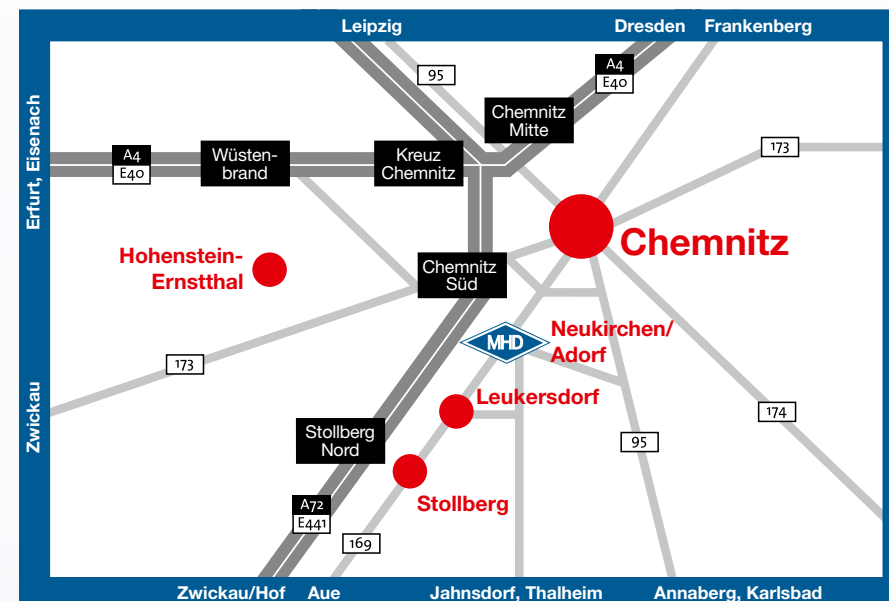 Leipzig
Dresden
Frankenberg
95
A4
E40
Chemnitz
Mitte
Erfurt, Eisenach
A4
E40
Wüsten-
brand
Kreuz
Chemnitz
173
Chemnitz
Hohenstein-
Ernstthal
Chemnitz
Süd
MHD
Neukirchen/
Adorf
173
Zwickau
Leukersdorf
174
Stollberg
Nord
95
Stollberg
A72
E441
169
Zwickau/Hof
Aue
Jahnsdorf, Thalheim
Annaberg, Karlsbad